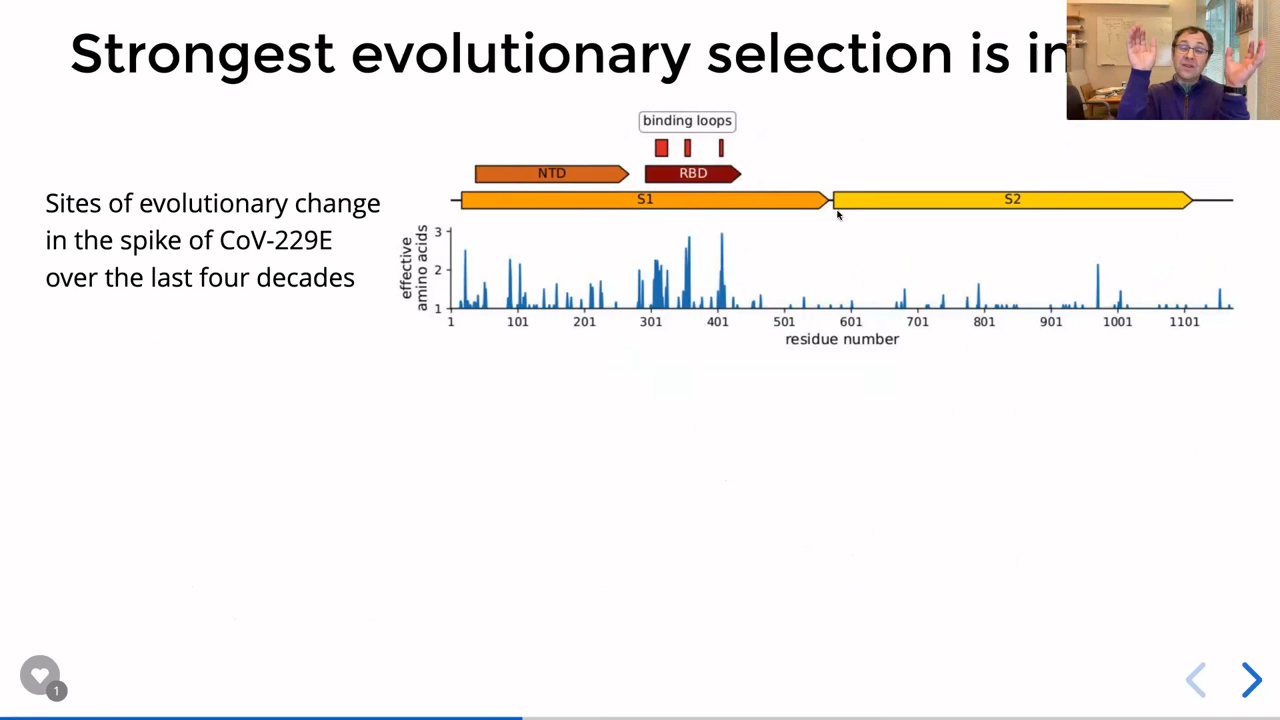 Strongest evolutionary selection is in
binding loops
NTD
RBD
S1
S2
Sites of evolutionary change
in the spike of CoV-229E
over the last four decades
effective
amino acids
3
2
1
1 101 201 301 401 501 601 701 801 901 1001 1101
residue number
1